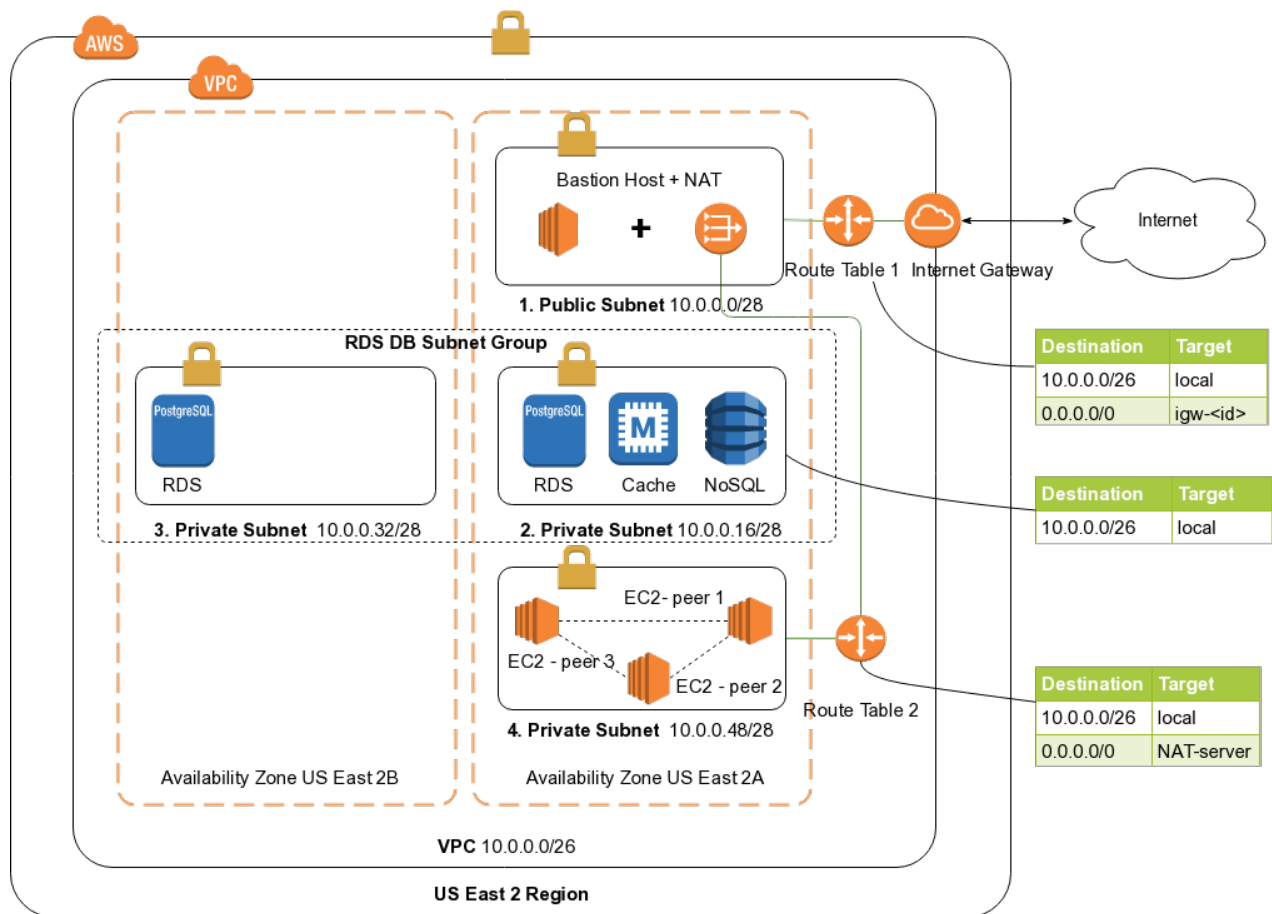 AWS
VPC
Bastion Host + NAT
+
Internet
Route Table 1
Internet Gateway
1. Public Subnet 10.0.0.0/28
RDS DB Subnet Group
Destination Target
10.0.0.0/26 local
0.0.0.0/0 igw-<id>
PostgreSQL
RDS
PostgreSQL
RDS
M
Cache
NoSQL
3. Private Subnet 10.0.0.32/28
2. Private Subnet 10.0.0.16/28
Destination Target
10.0.0.0/26 local
EC2- peer 1
EC2 - peer 3
EC2 - peer 2
4. Private Subnet 10.0.0.48/28
Route Table 2
Destination Target
10.0.0.0/26 local
0.0.0.0/0 NAT-server
Availability Zone US East 2B
Availability Zone US East 2A
VPC 10.0.0.0/26
US East 2 Region